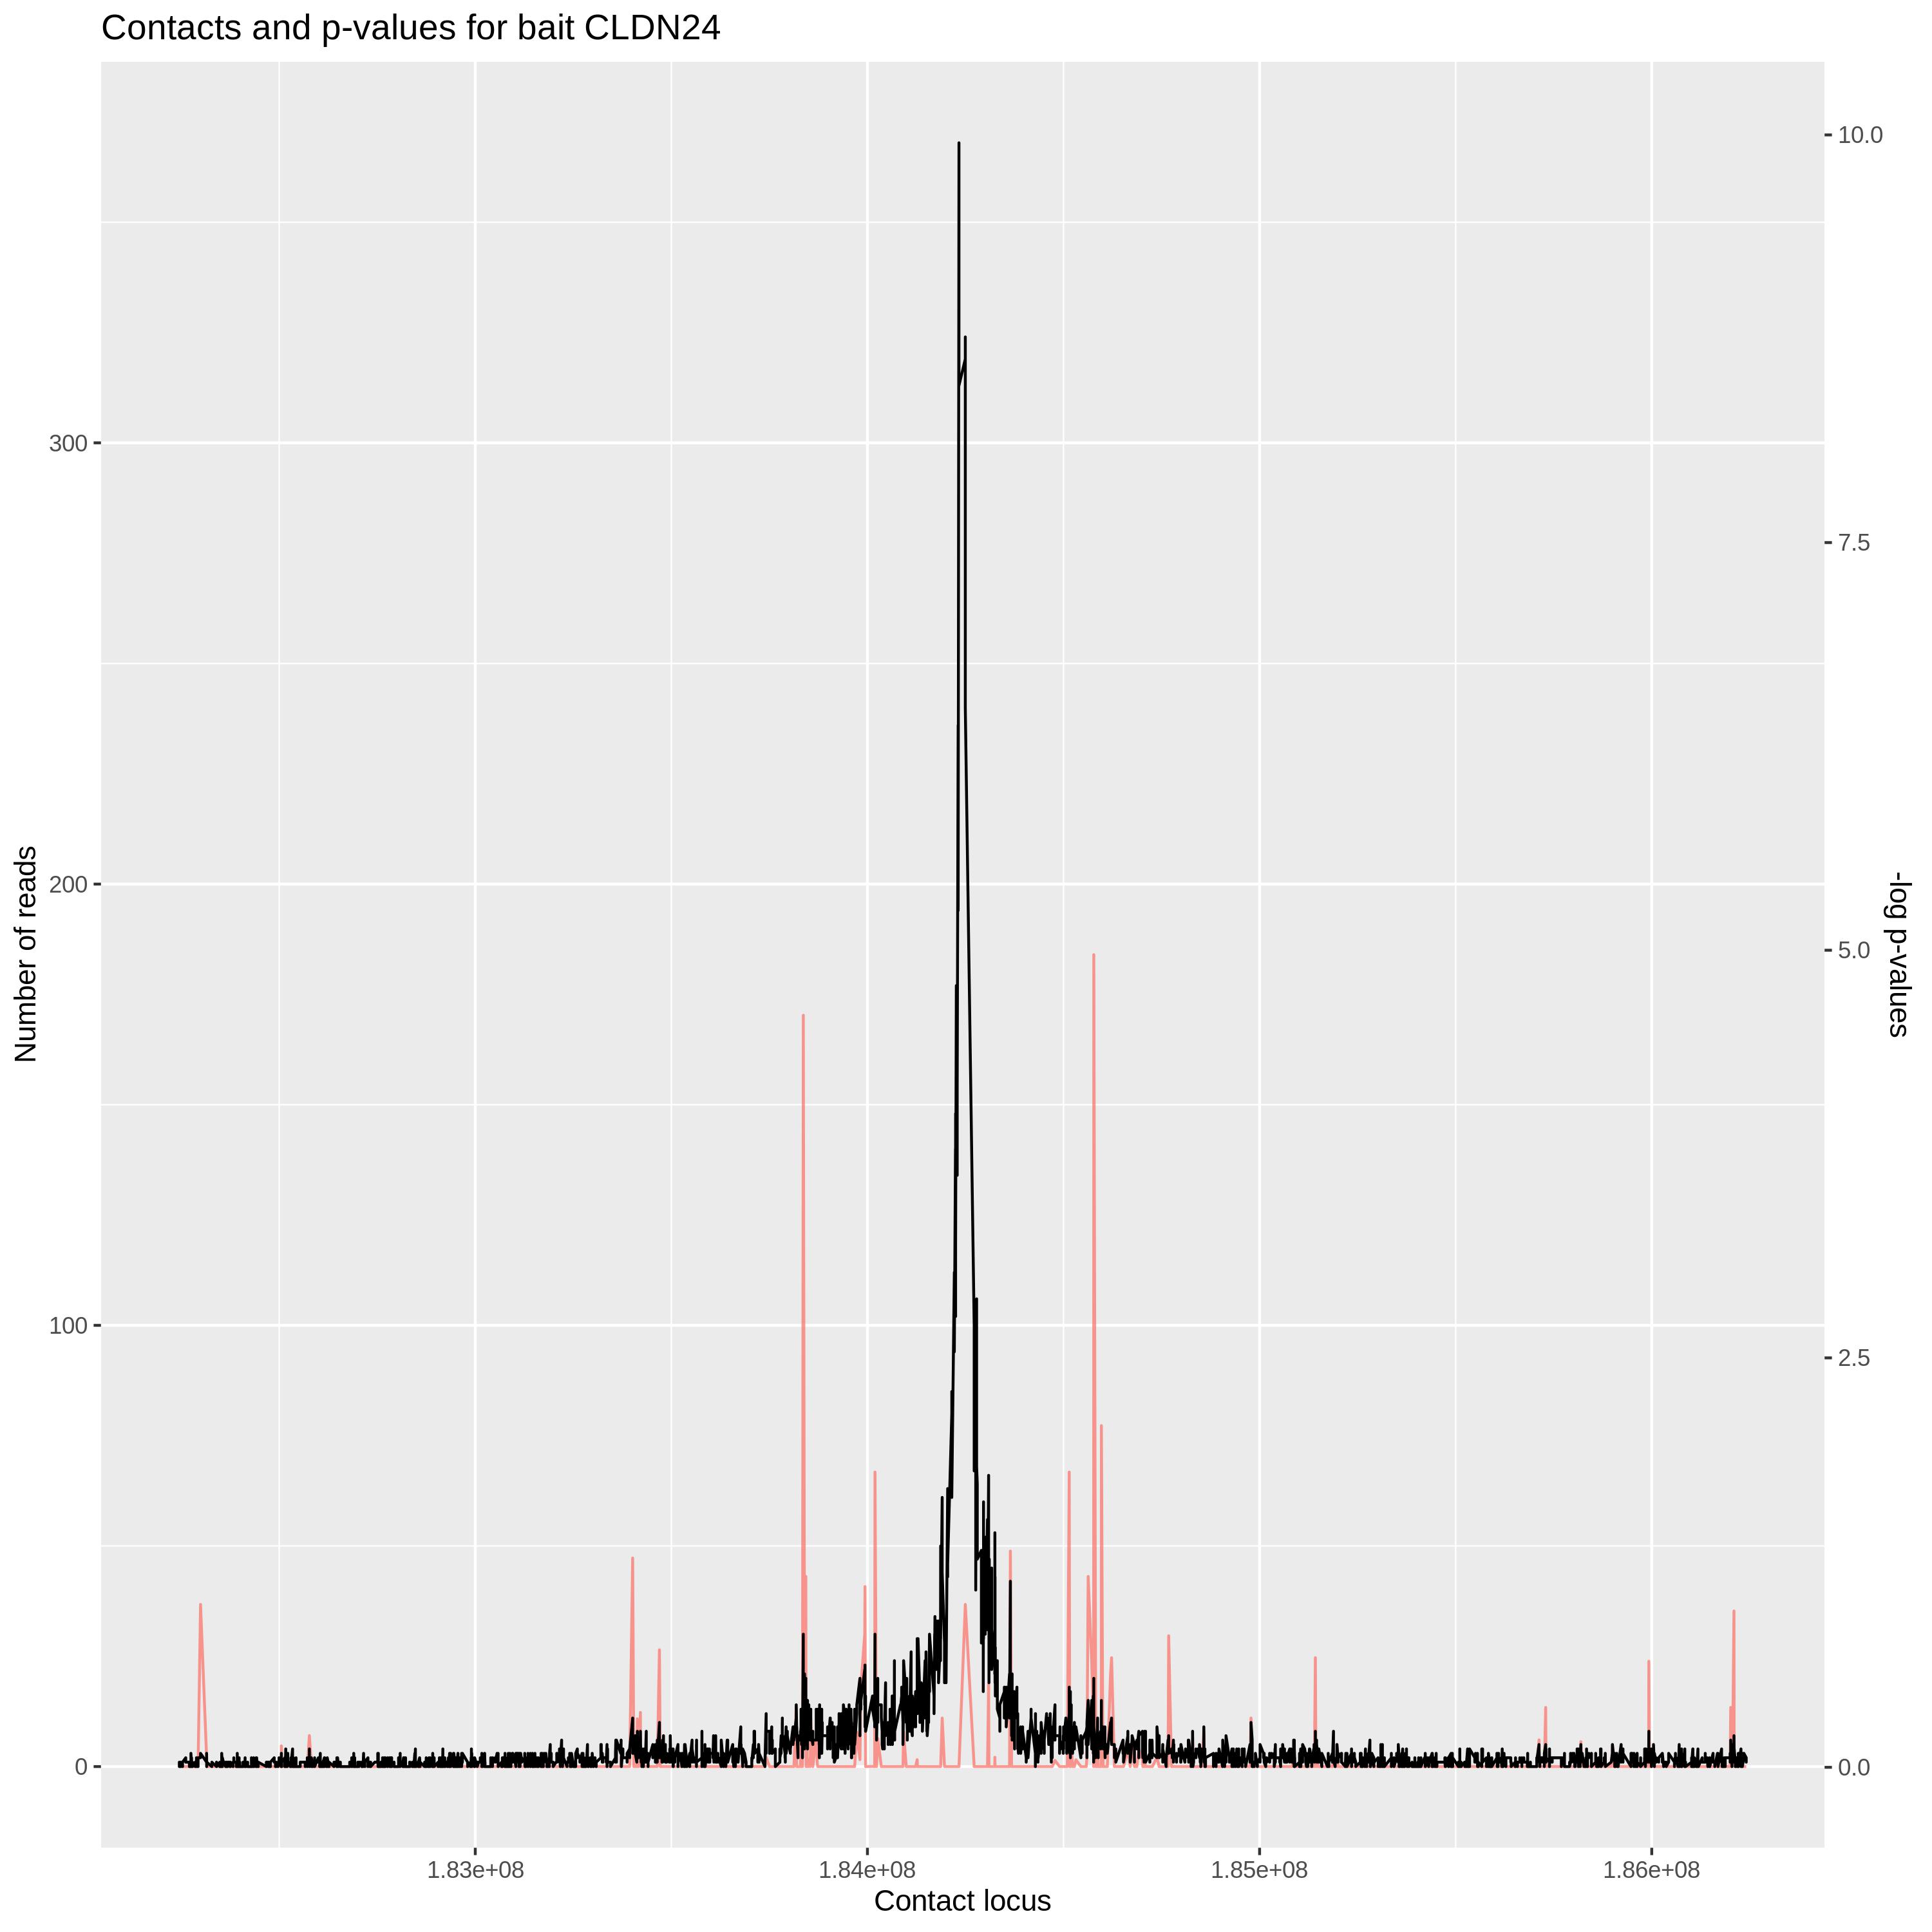 Contacts and p-values for bait CLDN24
Number of reads
300
200
100
0
10.0
7.5
5.0
2.5
0.0
-log p-values
1.83e+08
1.84e+08
1.85e+08
1.86e+08
Contact locus